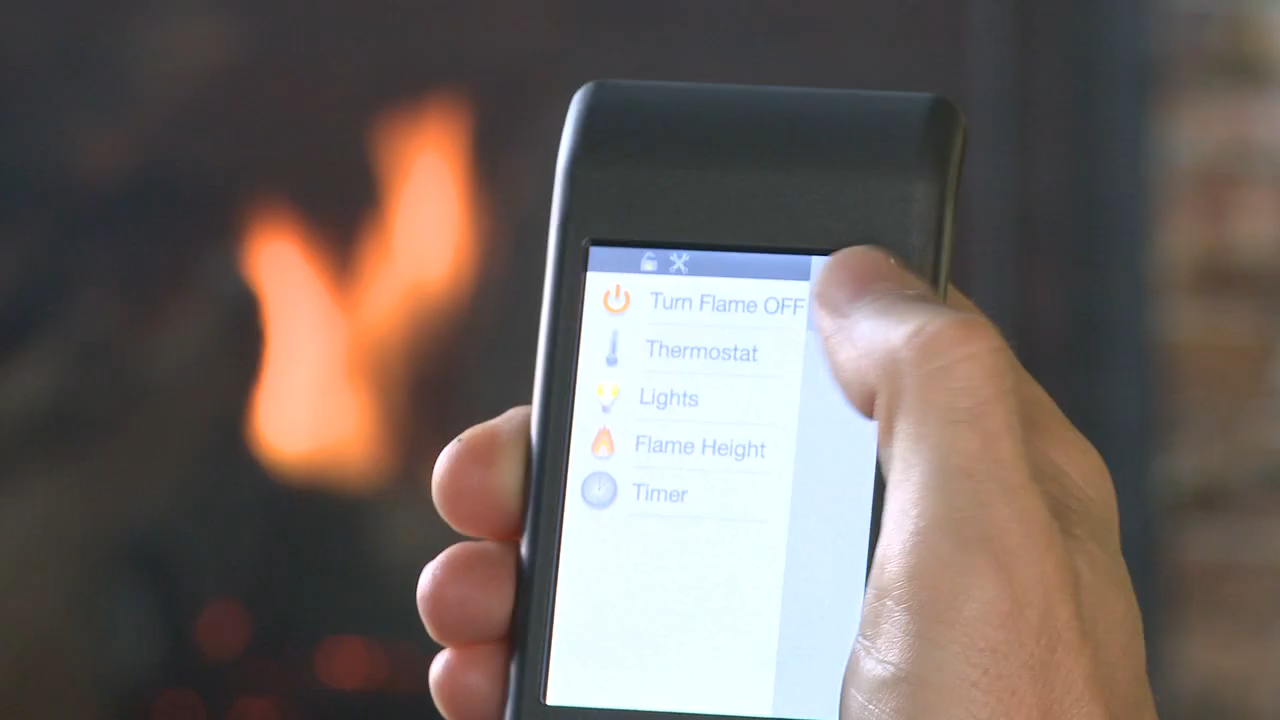 Turn Flame OFF
Thermostat
Lights
Flame Height
Timer